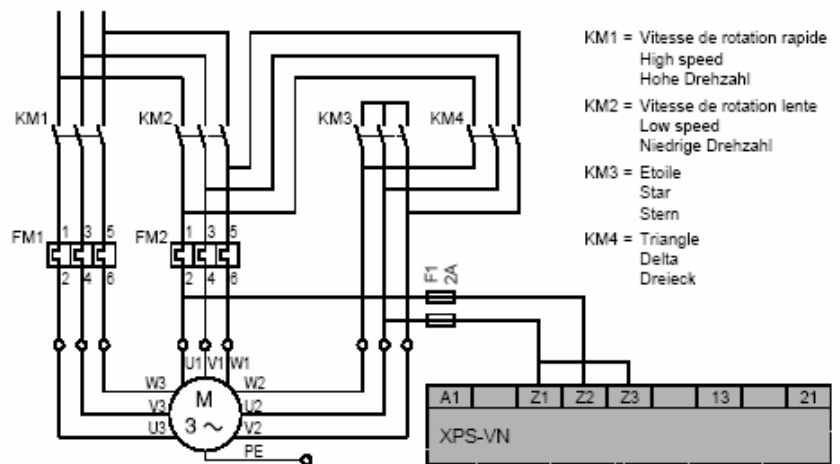 KM1 KM2 KM3 KM4
KM1 = Vitesse de rotation rapide
High speed
Hohe Drehzahl
KM2 = Vitesse de rotation lente
Low speed
Niedrige Drehzahl
KM3 = Etoile
Star
Stern
KM4 = Triangle
Delta
Dreieck
FM1 1 3 5
2 4 6
FM2 1 3 5
2 4 6
F1
2A
U1 V1 W1
W3 W2
V3 U2
U3 V2
M
3 ~
PE
A1 Z1 Z2 Z3 13 21
XPS-VN